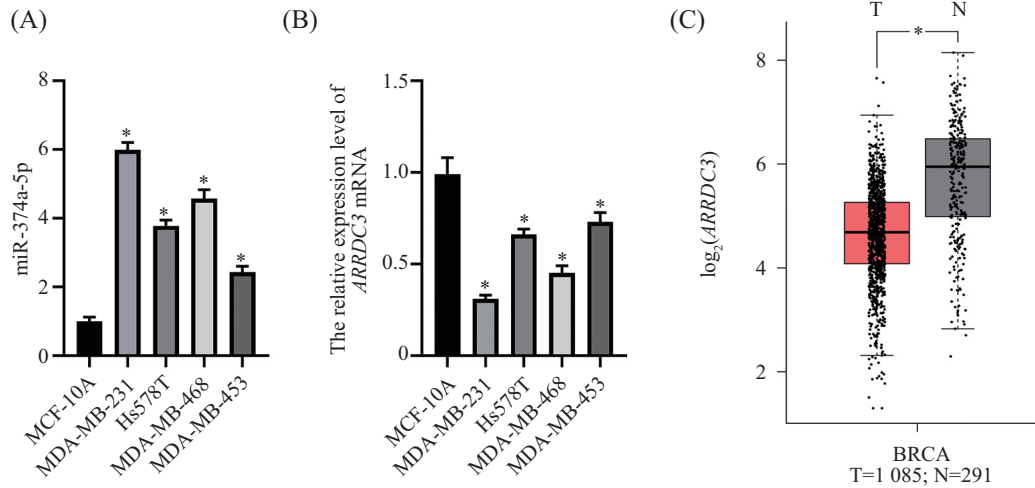 (A)
miR-374a-5p
8
6
4
2
0
*
*
*
*
MCF-10A
MDA-MB-231
Hs578T
MDA-MB-468
MDA-MB-453
(B)
The relative expression level of
ARRDC3 mRNA
1.5
1.0
0.5
0
*
*
*
*
MCF-10A
MDA-MB-231
Hs578T
MDA-MB-468
MDA-MB-453
(C)
T N
*
log₂(ARRDC3)
8
6
4
2
BRCA
T=1 085; N=291